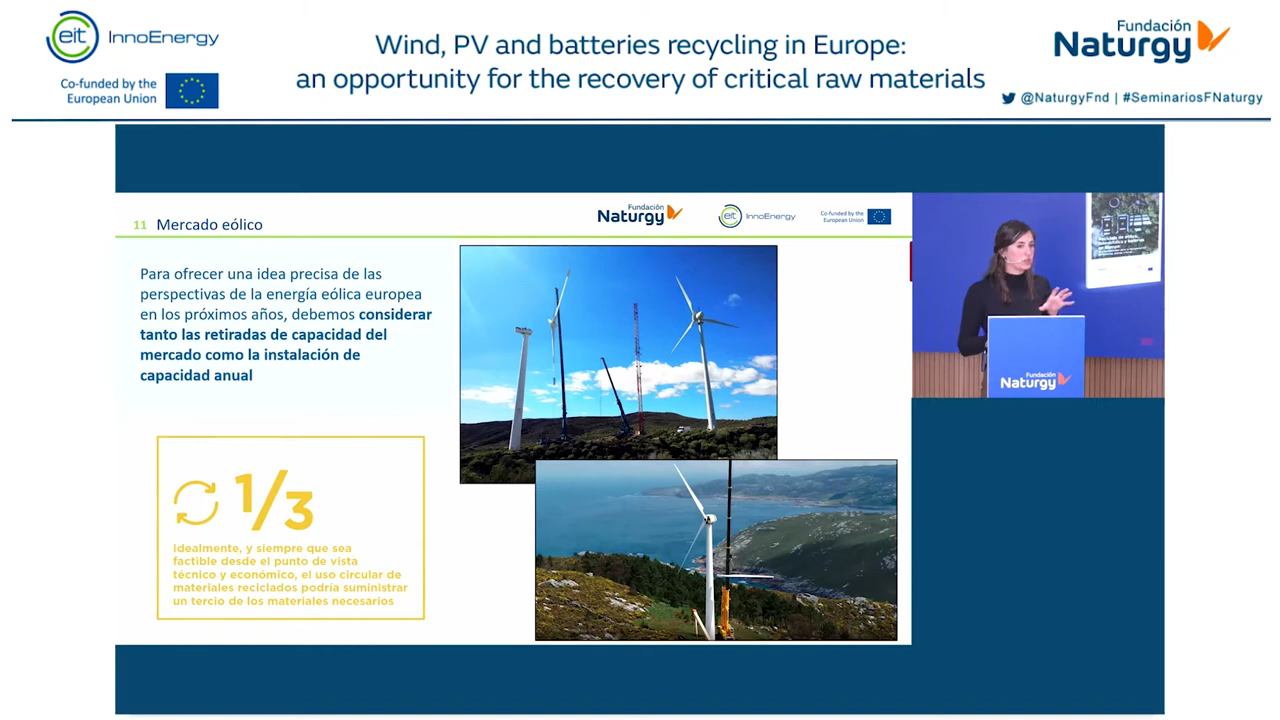 eit InnoEnergy
Co-funded by the
European Union
Wind, PV and batteries recycling in Europe:
an opportunity for the recovery of critical raw materials
Fundación
Naturgy
@NaturgyFnd | #SeminariosFNaturgy
11 Mercado eólico
Fundación
Naturgy
eit InnoEnergy
Co-funded by the
European Union
Para ofrecer una idea precisa de las
perspectivas de la energía eólica europea
en los próximos años, debemos considerar
tanto las retiradas de capacidad del
mercado como la instalación de
capacidad anual
1/3
Idealmente, y siempre que sea
factible desde el punto de vista
técnico y económico, el uso circular de
materiales reciclados podría suministrar
un tercio de los materiales necesarios
Fundación
Naturgy